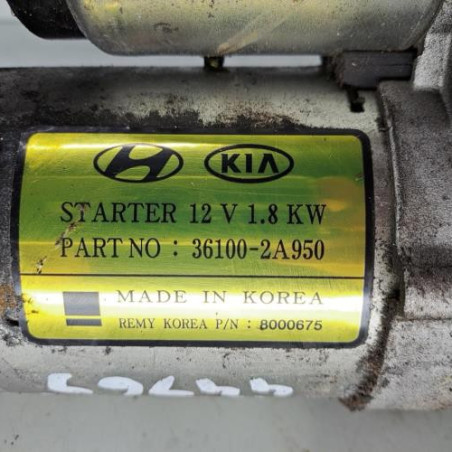 KIA
STARTER 12 V 1.8 KW
PART NO : 36100-2A950
MADE IN KOREA
REMY KOREA P/N : 8000675